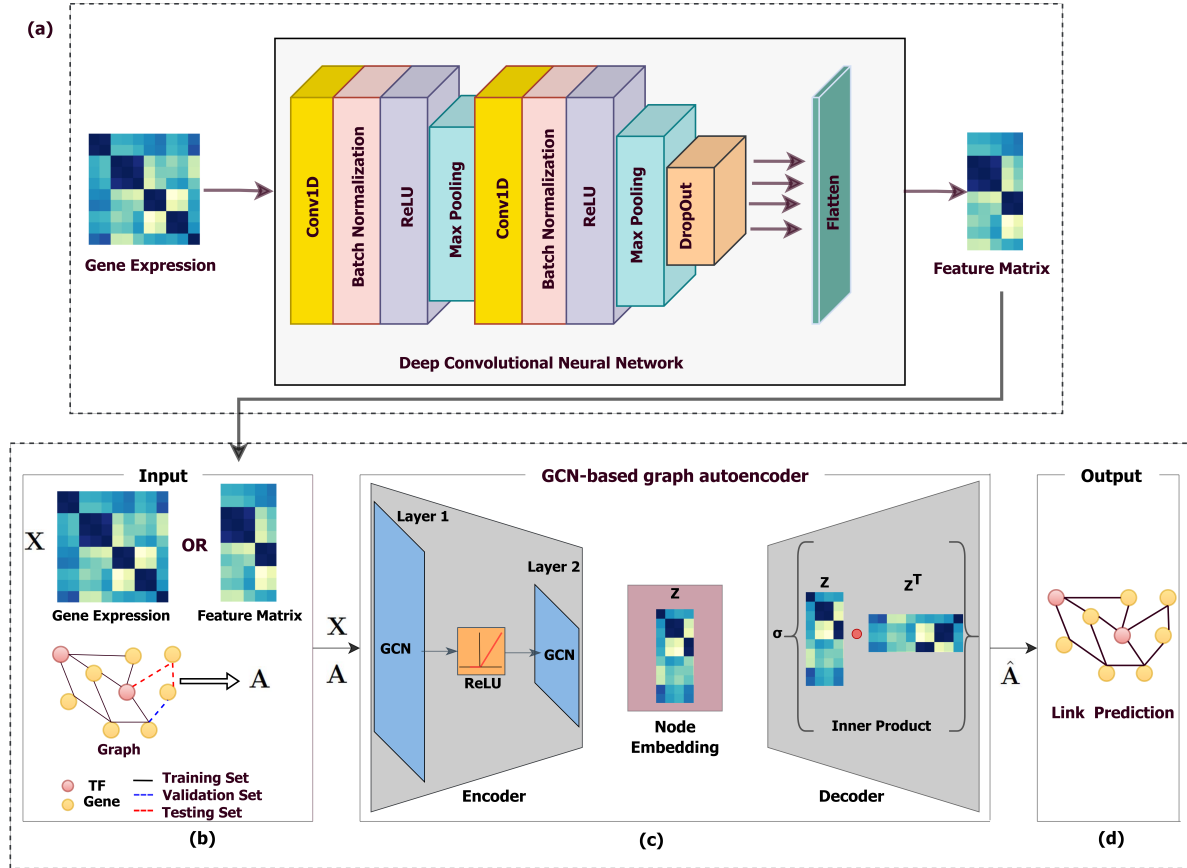 (a)
Gene Expression
Conv1D
Batch Normalization
ReLU
Max Pooling
Conv1D
Batch Normalization
ReLU
Max Pooling
DropOut
Flatten
Feature Matrix
Deep Convolutional Neural Network
Input
X
OR
Gene Expression
Feature Matrix
A
Graph
TF
Gene
Training Set
Validation Set
Testing Set
(b)
X
A
GCN-based graph autoencoder
Layer 1
GCN
ReLU
Layer 2
GCN
Encoder
Z
Node
Embedding
σ
Z
Z^T
Inner Product
Decoder
(c)
Â
Output
Link Prediction
(d)